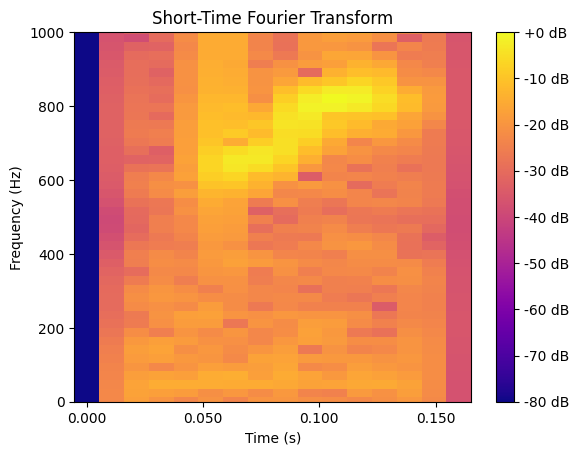 Short-Time Fourier Transform
Frequency (Hz)
1000
800
600
400
200
0
0.000
0.050
0.100
0.150
Time (s)
+0 dB
-10 dB
-20 dB
-30 dB
-40 dB
-50 dB
-60 dB
-70 dB
-80 dB